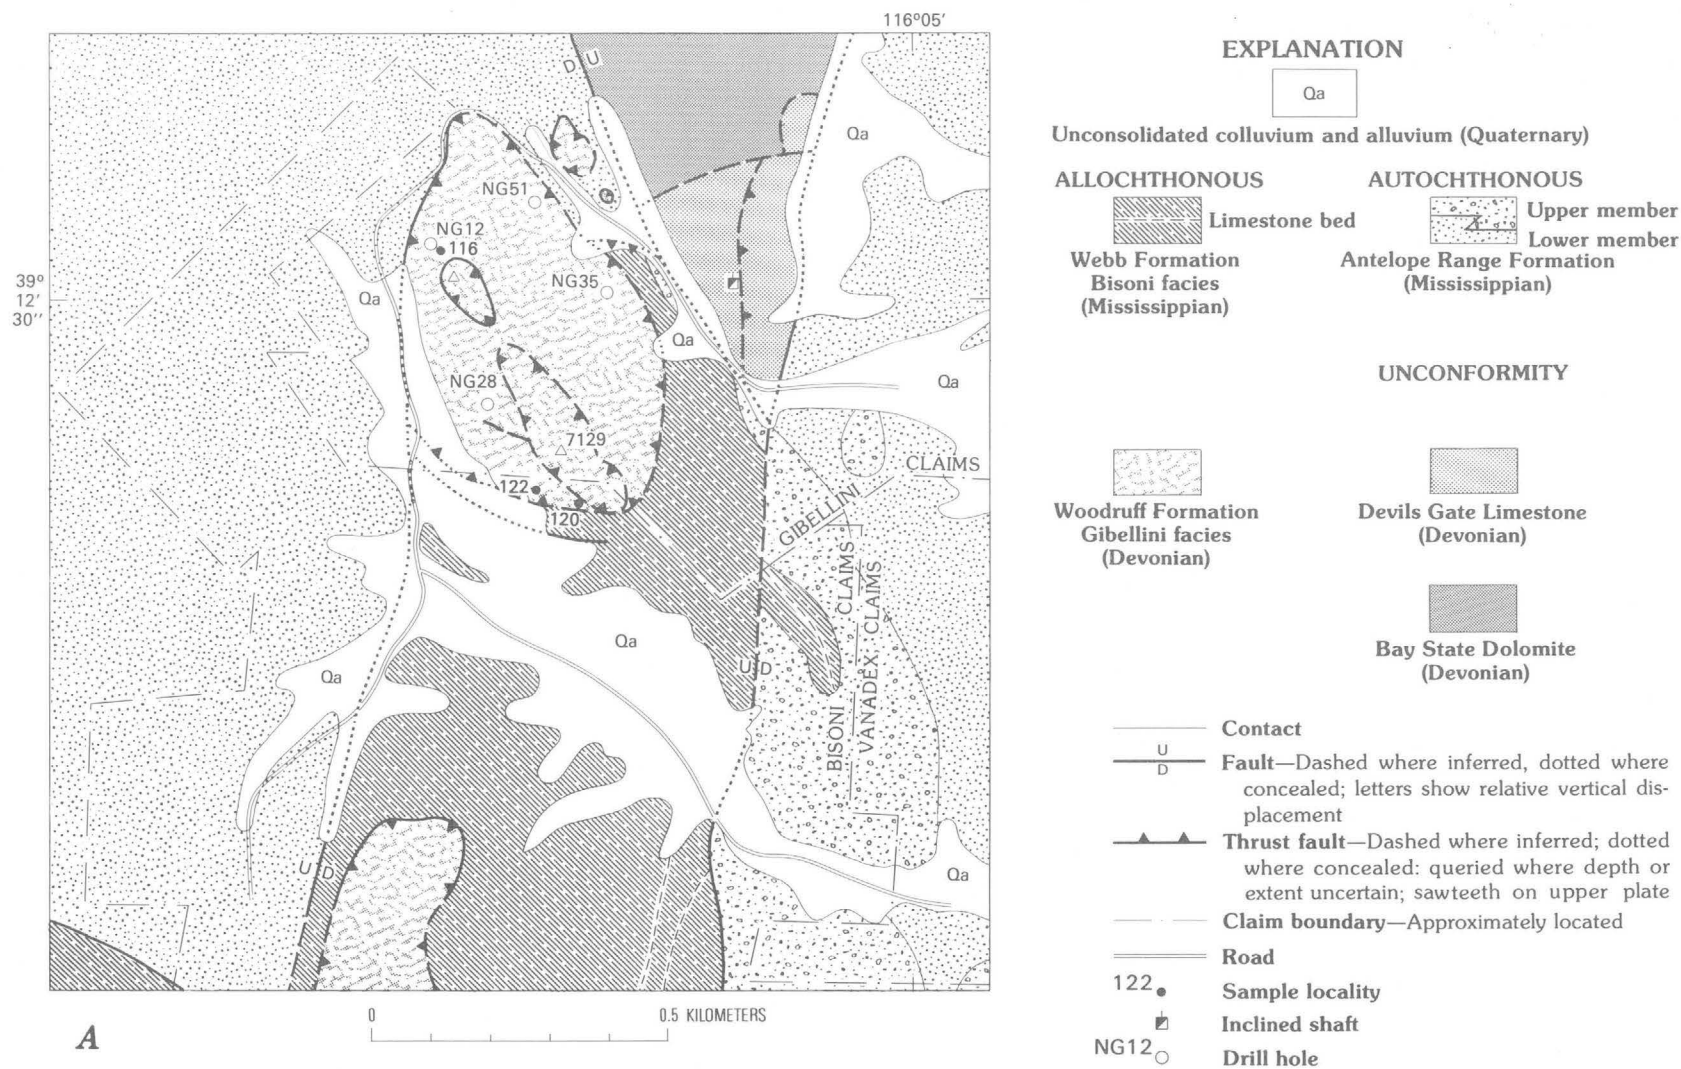 116°05′
D U
Qa
NG51
NG12
116
NG35
39°
12′
30″
Qa
Qa
Qa
NG28
7129
CLAIMS
122
120
GIBELLINI
Qa
BISONI CLAIMS
VANADEX CLAIMS
U D
Qa
U D
Qa
A
0
0.5 KILOMETERS
EXPLANATION
Qa
Unconsolidated colluvium and alluvium (Quaternary)
ALLOCHTHONOUS
Limestone bed
Webb Formation
Bisoni facies
(Mississippian)
AUTOCHTHONOUS
Upper member
Lower member
Antelope Range Formation
(Mississippian)
UNCONFORMITY
Woodruff Formation
Gibellini facies
(Devonian)
Devils Gate Limestone
(Devonian)
Bay State Dolomite
(Devonian)
Contact
U
D
Fault—Dashed where inferred, dotted where
concealed; letters show relative vertical dis-
placement
Thrust fault—Dashed where inferred; dotted
where concealed: queried where depth or
extent uncertain; sawteeth on upper plate
Claim boundary—Approximately located
Road
122
Sample locality
Inclined shaft
NG12
Drill hole